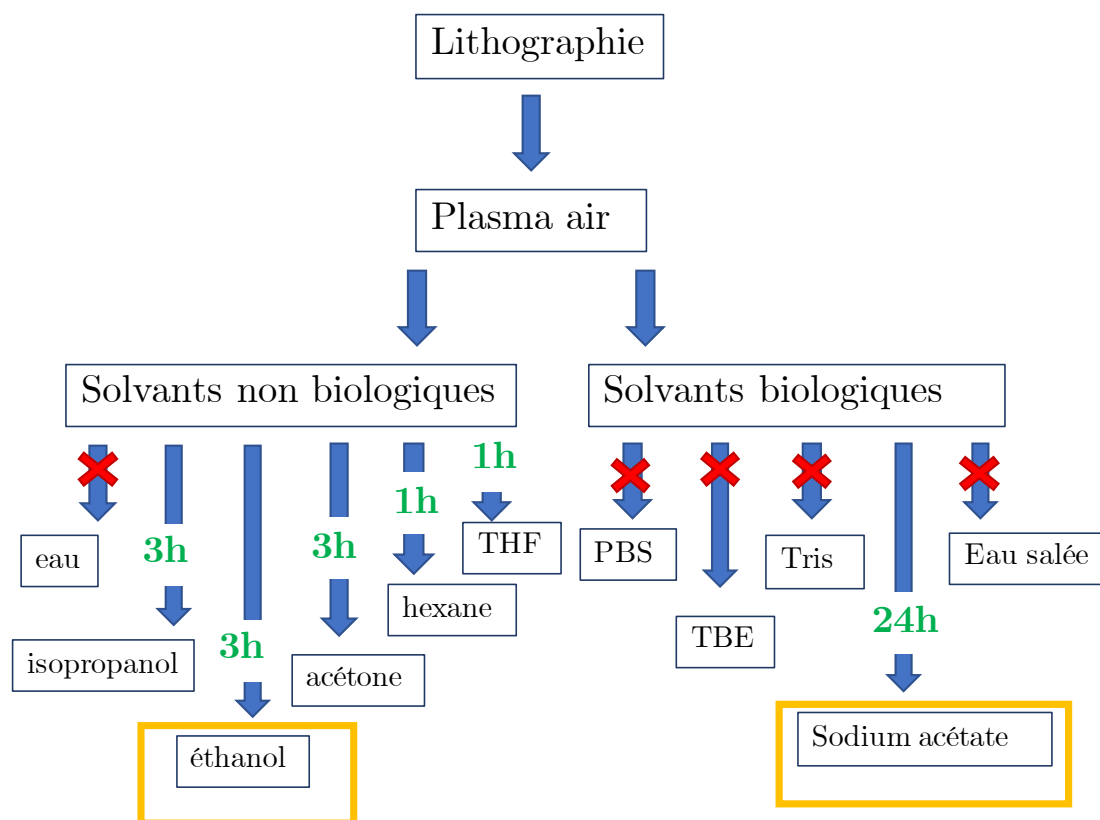 Lithographie
Plasma air
Solvants non biologiques
Solvants biologiques
1h
1h
3h
3h
3h
24h
eau
THF
PBS
Tris
Eau salée
hexane
TBE
isopropanol
acétone
éthanol
Sodium acétate